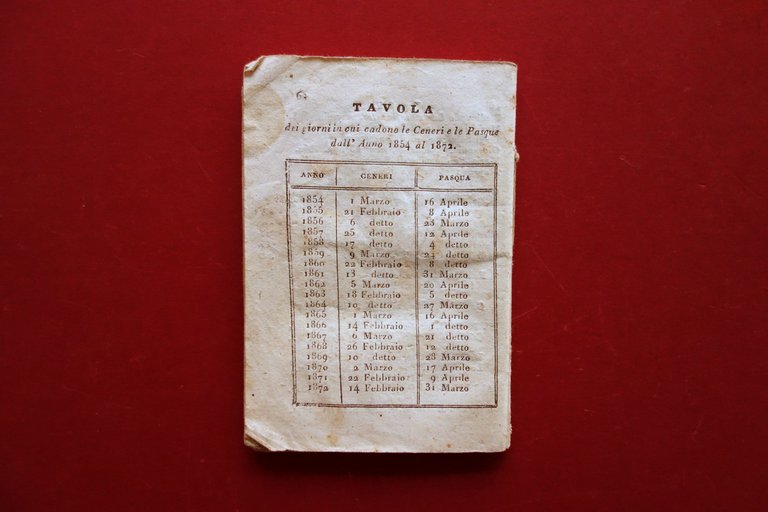 64
TAVOLA
dei giorni in cui cadono le Ceneri e le Pasque
dall' Anno 1854 al 1872.
ANNO CENERI PASQUA
1854 1 Marzo 16 Aprile
1855 21 Febbraio 8 Aprile
1856 6 detto 23 Marzo
1857 25 detto 12 Aprile
1858 17 detto 4 detto
1859 9 Marzo 24 detto
1860 22 Febbraio 8 detto
1861 13 detto 31 Marzo
1862 5 Marzo 20 Aprile
1863 18 Febbraio 5 detto
1864 10 detto 27 Marzo
1865 1 Marzo 16 Aprile
1866 14 Febbraio 1 detto
1867 6 Marzo 21 detto
1868 26 Febbraio 12 detto
1869 10 detto 28 Marzo
1870 2 Marzo 17 Aprile
1871 22 Febbraio 9 Aprile
1872 14 Febbraio 31 Marzo